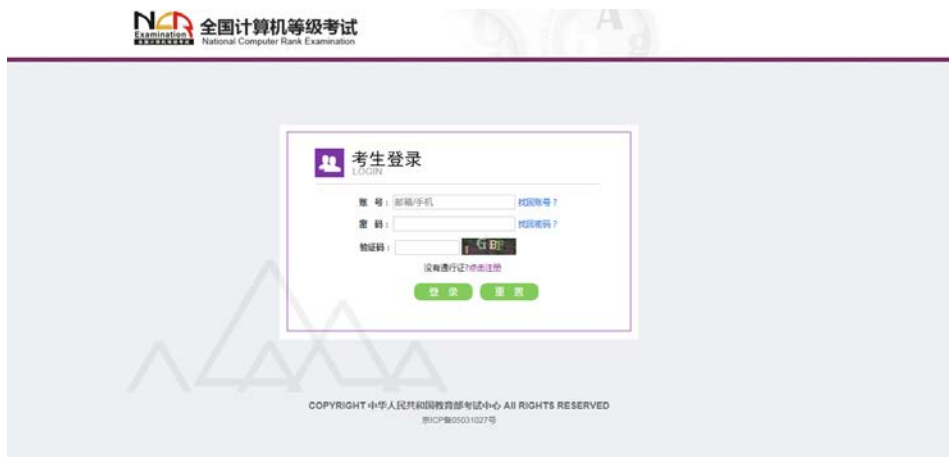 NCR
Examination
全国计算机等级考试
National Computer Rank Examination
考生登录
LOGIN
账 号: 邮箱/手机 找回账号?
密 码: 找回密码?
验证码:
没有通行证?点击注册
登 录 重 置
COPYRIGHT 中华人民共和国教育部考试中心 All RIGHTS RESERVED
京ICP备05031027号